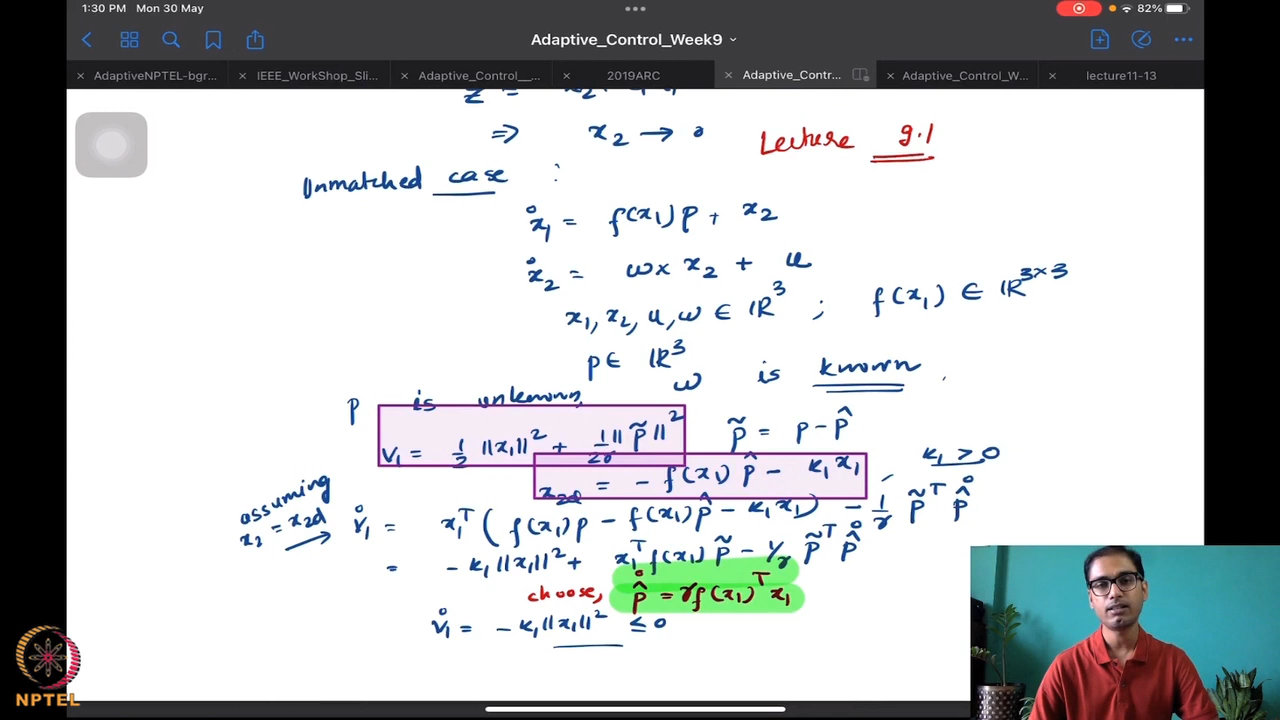 1:30 PM Mon 30 May
82%
Adaptive_Control_Week9
AdaptiveNPTEL-bgr...
IEEE_WorkShop_Sli...
Adaptive_Control__...
2019ARC
Adaptive_Contr...
Adaptive_Control_W...
lecture11-13
⇒ x₂ → 0
Lecture 9.1
Unmatched case :
ẋ₁ = f(x₁)p + x₂
ẋ₂ = ω× x₂ + u
x₁, x₂, u, ω ∈ ℝ³ ; f(x₁) ∈ ℝ³ˣ³
p ∈ ℝ³
ω is known
p is unknown
V₁ = ½ ||x₁||² + 1/2γ ||p̃||² p̃ = p - p̂
x₂d = - f(x₁) p̂ - k₁x₁ k₁ > 0
assuming x₂ = x₂d
V̇₁ = x₁ᵀ ( f(x₁)p - f(x₁)p̂ - k₁x₁) - 1/γ p̃ᵀ p̂̇
= - k₁||x₁||² + x₁ᵀ f(x₁) p̃ - 1/γ p̃ᵀ p̂̇
choose, p̂̇ = γf(x₁)ᵀ x₁
V̇₁ = - k₁||x₁||² ≤ 0
NPTEL